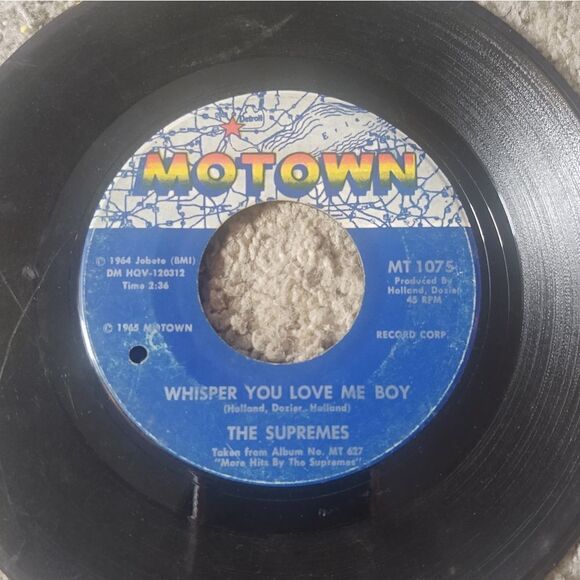 Detroit
E R I E
MOTOWN
© 1964 Jobete (BMI)
DM HQV-120312
Time 2:36
MT 1075
Produced By
Holland, Dozier
45 RPM
© 1965 MOTOWN
RECORD CORP.
WHISPER YOU LOVE ME BOY
(Holland, Dozier, Holland)
THE SUPREMES
Taken from Album No. MT 627
"More Hits By The Supremes"